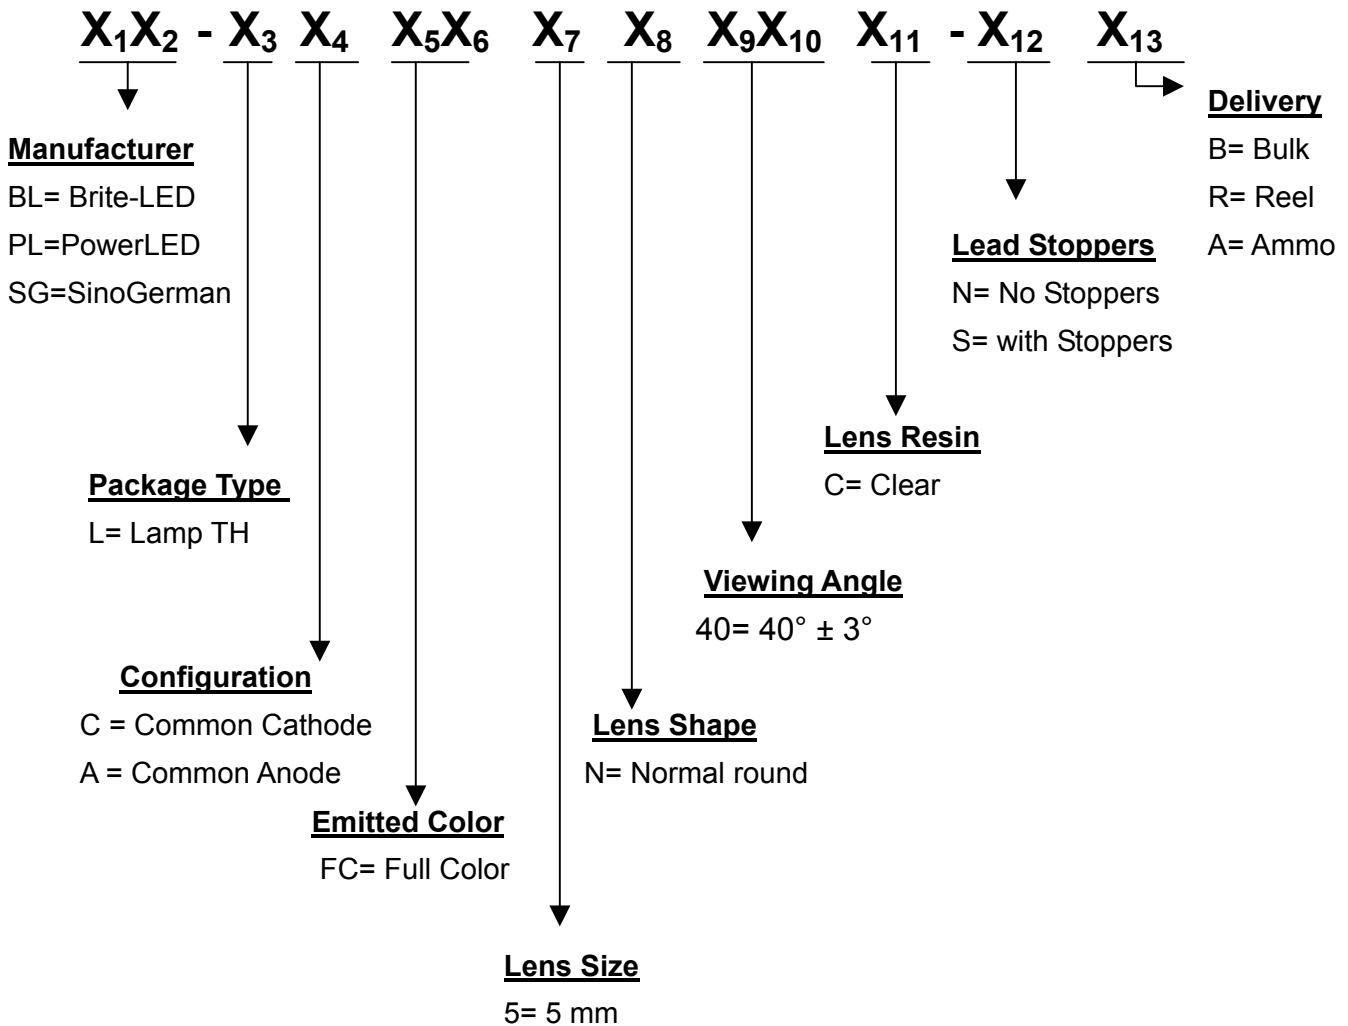 X₁X₂ - X₃ X₄ X₅X₆ X₇ X₈ X₉X₁₀ X₁₁ - X₁₂ X₁₃
Manufacturer
BL= Brite-LED
PL=PowerLED
SG=SinoGerman
Package Type
L= Lamp TH
Configuration
C = Common Cathode
A = Common Anode
Emitted Color
FC= Full Color
Lens Size
5= 5 mm
Lens Shape
N= Normal round
Viewing Angle
40= 40° ± 3°
Lens Resin
C= Clear
Lead Stoppers
N= No Stoppers
S= with Stoppers
Delivery
B= Bulk
R= Reel
A= Ammo